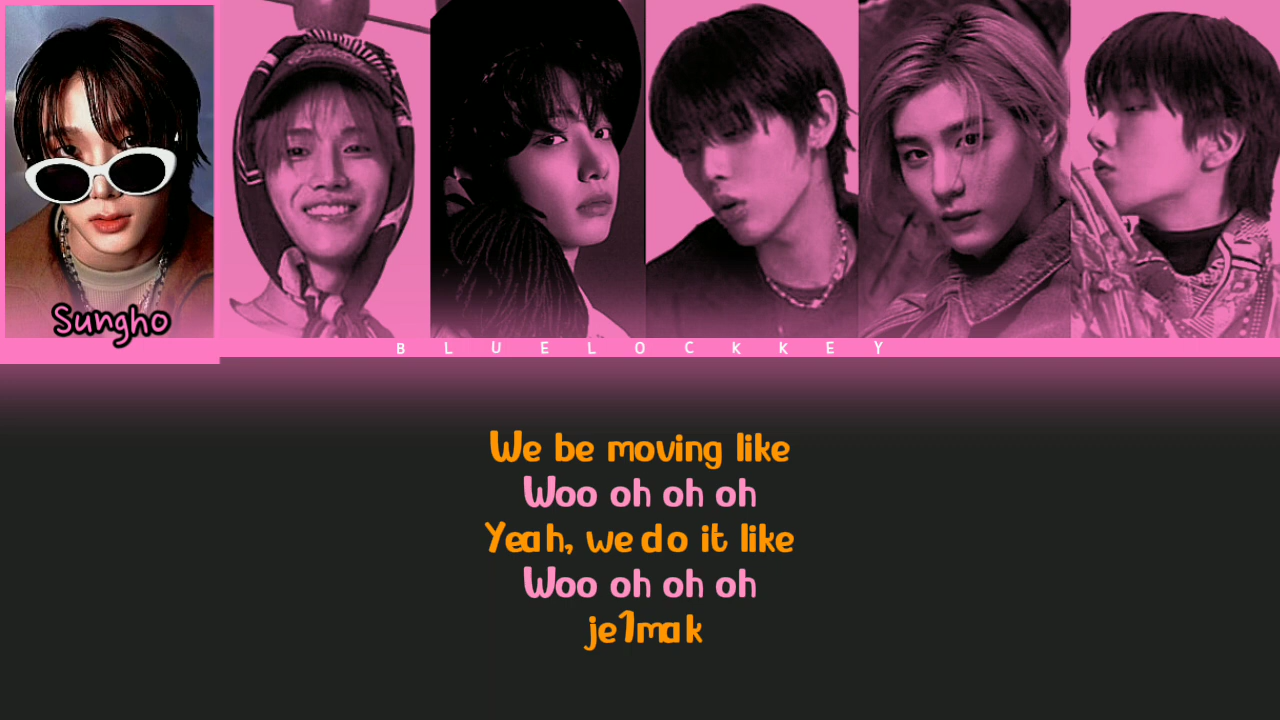 Sungho
B L U E L O C K K E Y
We be moving like
Woo oh oh oh
Yeah, we do it like
Woo oh oh oh
je1mak